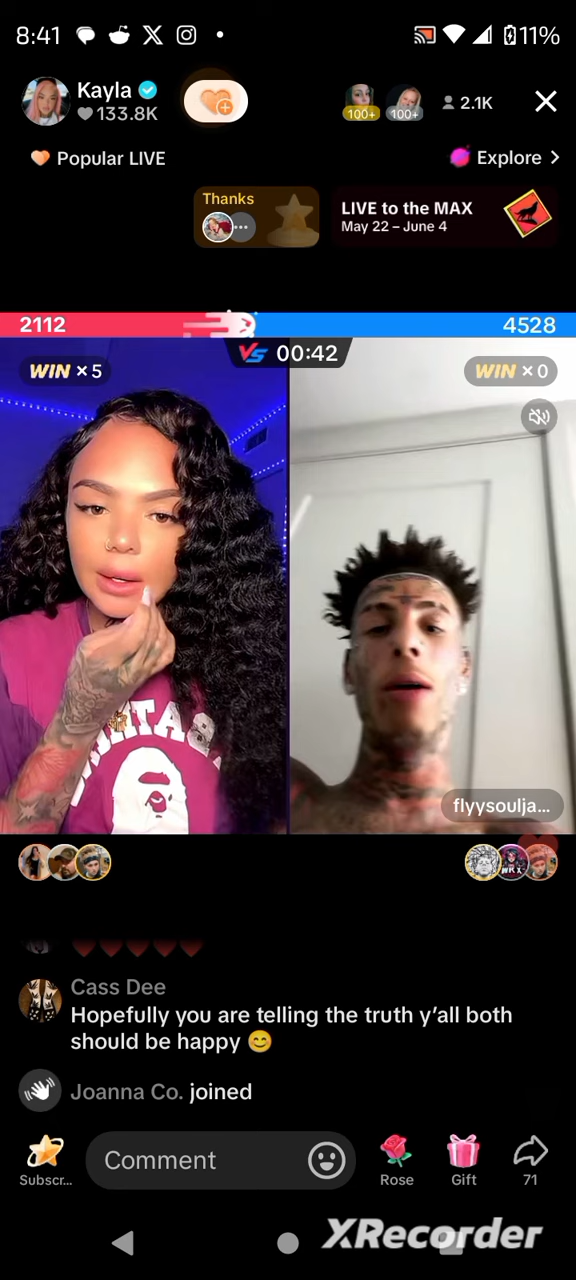 8:41
11%
Kayla
133.8K
100+
100+
2.1K
Popular LIVE
Explore >
Thanks
LIVE to the MAX
May 22 – June 4
2112
4528
VS 00:42
WIN × 5
WIN × 0
flyysoulja...
Cass Dee
Hopefully you are telling the truth y'all both
should be happy 😊
Joanna Co. joined
Comment
Subscr...
Rose
Gift
71
XRecorder